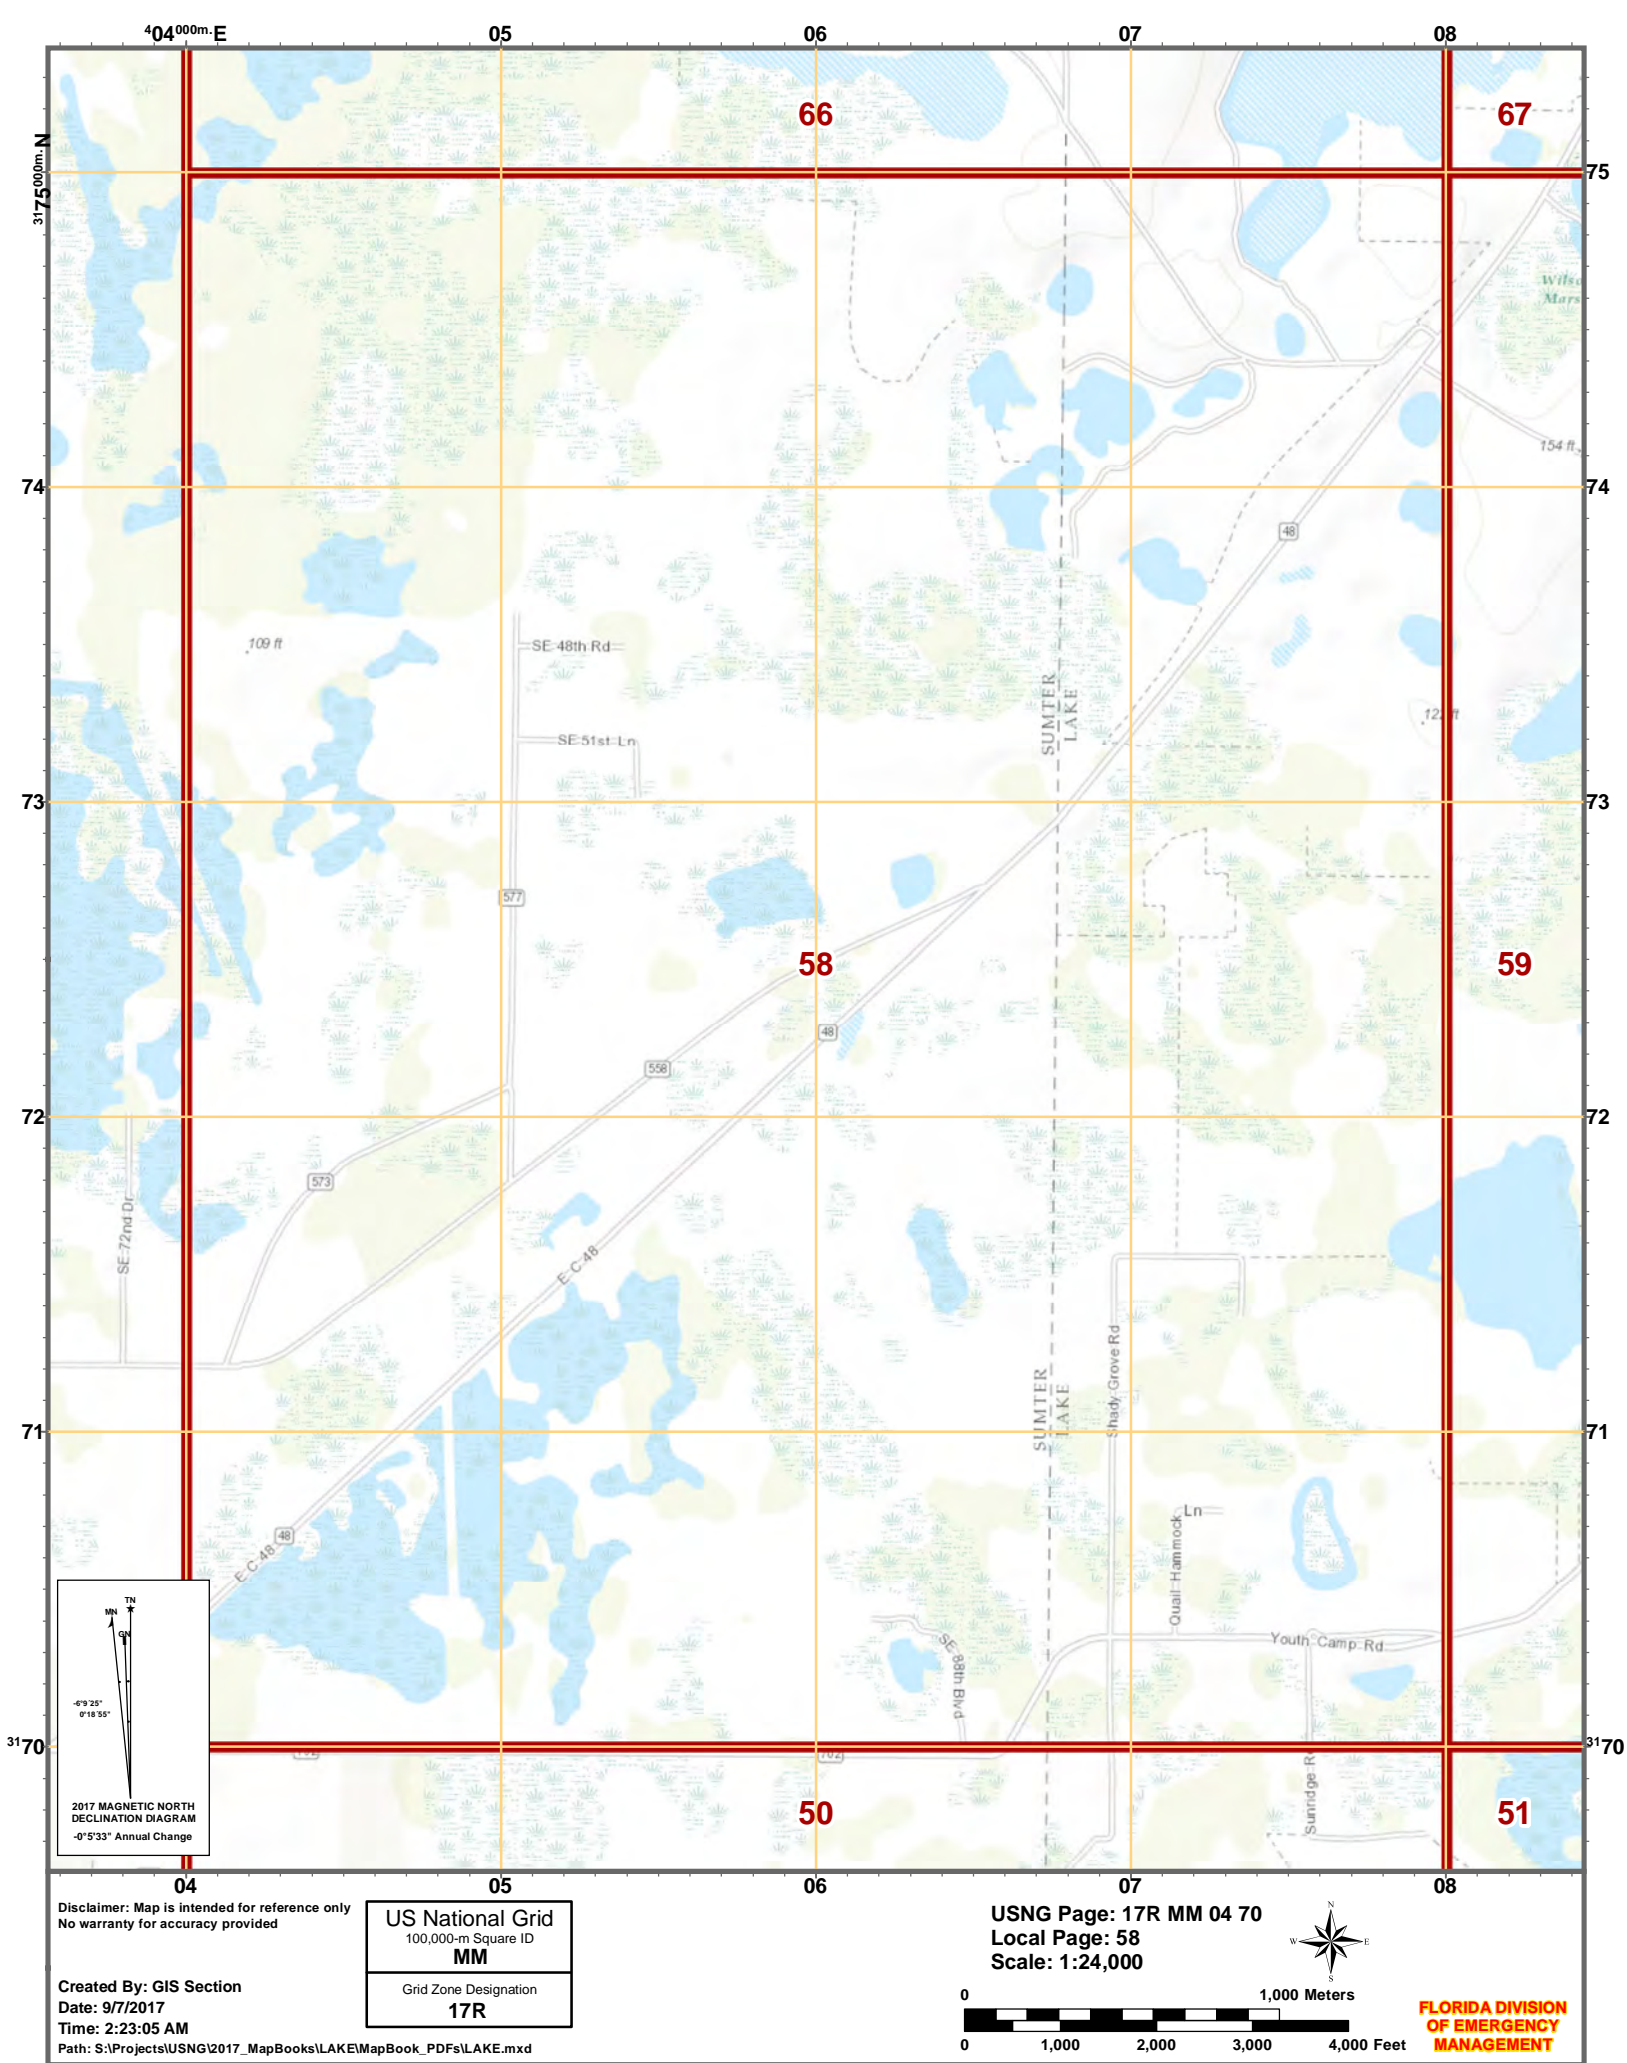 404000m.E 05 06 07 08
3175000m.N
66
67
75
Wilso
Mars
154 ft
74
74
48
109 ft
SE 48th Rd
SUMTER
LAKE
SE 51st Ln
73
73
577
58
59
48
558
72
72
573
SE 72nd Dr
E C 48
Shady Grove Rd
SUMTER
LAKE
71
71
Ln
Quail Hammock
48
E C 48
Youth Camp Rd
SE 88th Blvd
TN
MN
GN
-6°9'25"
0°18'55"
2017 MAGNETIC NORTH
DECLINATION DIAGRAM
-0°5'33" Annual Change
3170
3170
702
Sunridge R
50
51
04 05 06 07 08
Disclaimer: Map is intended for reference only
No warranty for accuracy provided
Created By: GIS Section
Date: 9/7/2017
Time: 2:23:05 AM
Path: S:\Projects\USNG\2017_MapBooks\LAKE\MapBook_PDFs\LAKE.mxd
US National Grid
100,000-m Square ID
MM
Grid Zone Designation
17R
USNG Page: 17R MM 04 70
Local Page: 58
Scale: 1:24,000
N
W E
S
0 1,000 Meters
0 1,000 2,000 3,000 4,000 Feet
FLORIDA DIVISION
OF EMERGENCY
MANAGEMENT